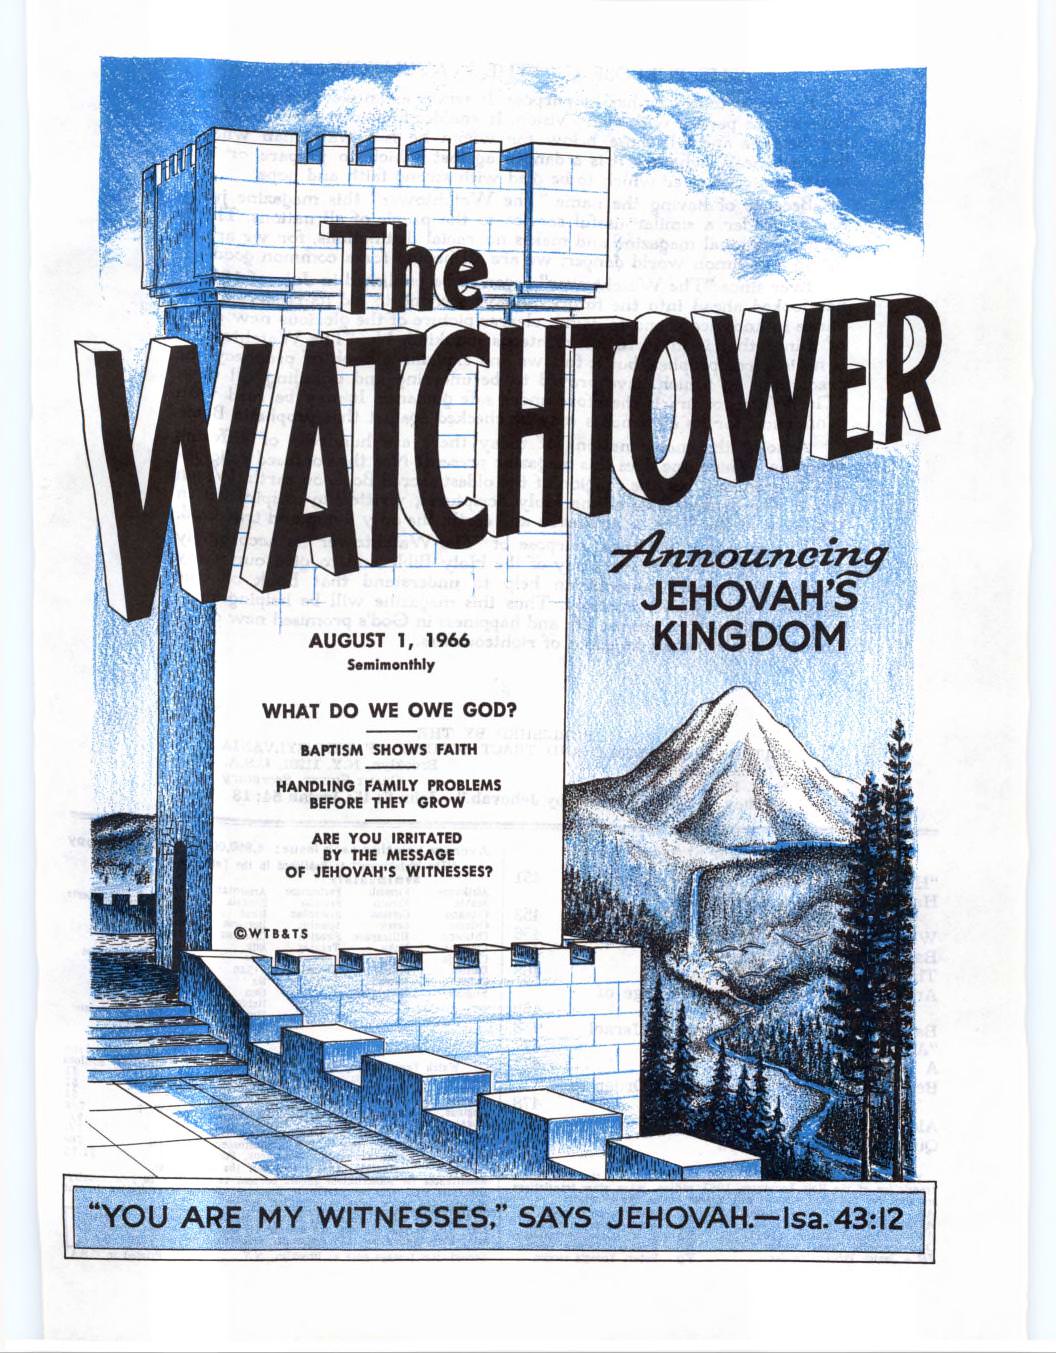 The
WATCHTOWER
Announcing
JEHOVAH'S
KINGDOM
AUGUST 1, 1966
Semimonthly
WHAT DO WE OWE GOD?
BAPTISM SHOWS FAITH
HANDLING FAMILY PROBLEMS
BEFORE THEY GROW
ARE YOU IRRITATED
BY THE MESSAGE
OF JEHOVAH'S WITNESSES?
©WTB&TS
"YOU ARE MY WITNESSES," SAYS JEHOVAH.—Isa. 43:12